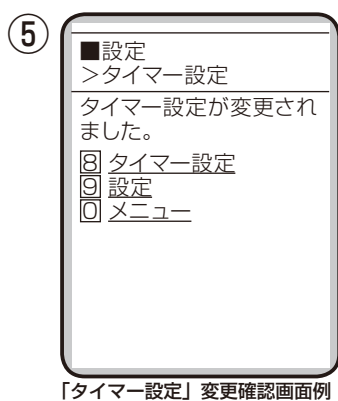 ⑤
■設定
>タイマー設定
タイマー設定が変更され
ました。
8 タイマー設定
9 設定
0 メニュー
「タイマー設定」変更確認画面例